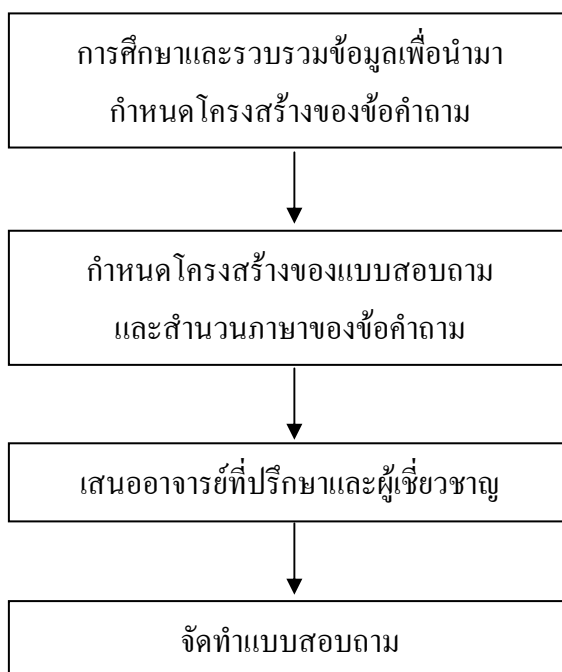 การศึกษาและรวบรวมข้อมูลเพื่อนำมา
กำหนดโครงสร้างของข้อคำถาม
กำหนดโครงสร้างของแบบสอบถาม
และสำนวนภาษาของข้อคำถาม
เสนออาจารย์ที่ปรึกษาและผู้เชี่ยวชาญ
จัดทำแบบสอบถาม